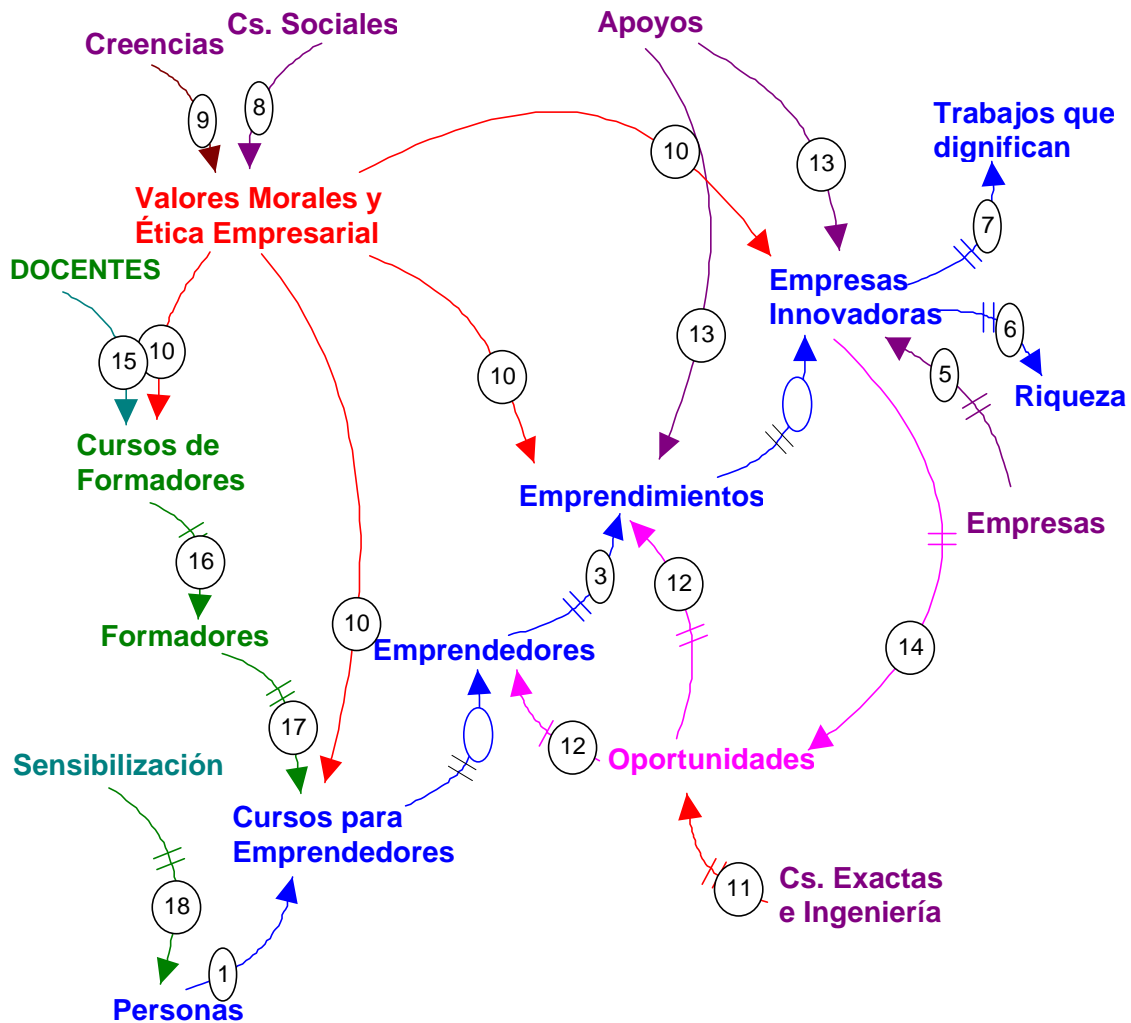 Cs. Sociales
Creencias
Apoyos
9
8
Trabajos que
dignifican
10
13
Valores Morales y
Ética Empresarial
7
DOCENTES
Empresas
Innovadoras
6
15
10
13
10
5
Riqueza
Cursos de
Formadores
Emprendimientos
Empresas
16
3
12
Formadores
10
Emprendedores
14
17
12
Oportunidades
Sensibilización
Cursos para
Emprendedores
11
Cs. Exactas
e Ingeniería
18
1
Personas